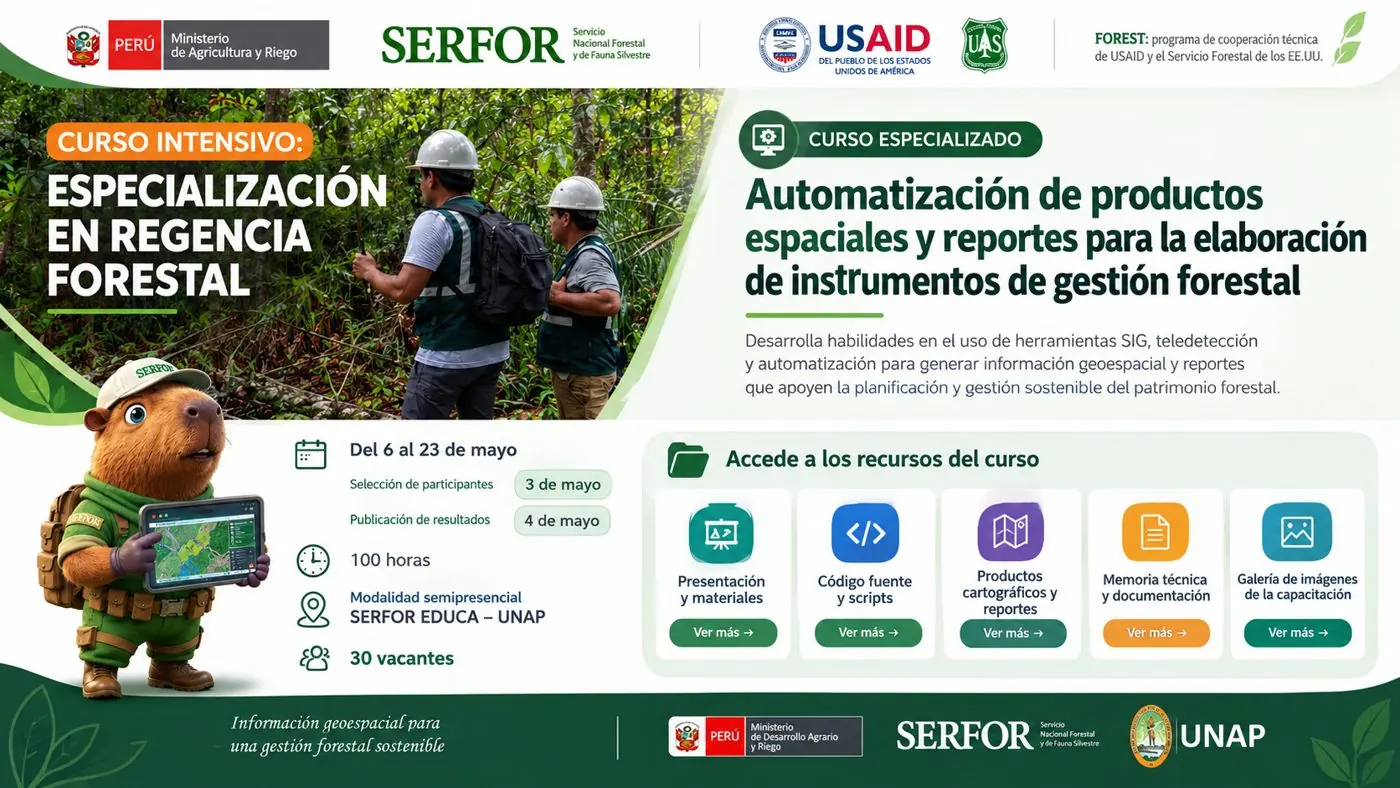 PERÚ
Ministerio
de Agricultura y Riego
SERFOR
Servicio
Nacional Forestal
y de Fauna Silvestre
USAID
DEL PUEBLO DE LOS ESTADOS
UNIDOS DE AMÉRICA
UAS
FOREST: programa de cooperación técnica
de USAID y el Servicio Forestal de los EE.UU.
CURSO INTENSIVO:
ESPECIALIZACIÓN
EN REGENCIA
FORESTAL
CURSO ESPECIALIZADO
Automatización de productos
espaciales y reportes para la elaboración
de instrumentos de gestión forestal
Desarrolla habilidades en el uso de herramientas SIG, teledetección
y automatización para generar información geoespacial y reportes
que apoyen la planificación y gestión sostenible del patrimonio forestal.
SERFOR
SERFOR
Del 6 al 23 de mayo
Selección de participantes 3 de mayo
Publicación de resultados 4 de mayo
100 horas
Modalidad semipresencial
SERFOR EDUCA – UNAP
30 vacantes
Accede a los recursos del curso
Presentación
y materiales
Ver más →
Código fuente
y scripts
Ver más →
Productos
cartográficos y
reportes
Ver más →
Memoria técnica
y documentación
Ver más →
Galería de imágenes
de la capacitación
Ver más →
Información geoespacial para
una gestión forestal sostenible
PERÚ
Ministerio
de Desarrollo Agrario
y Riego
SERFOR
Servicio
Nacional Forestal
y de Fauna Silvestre
UNAP